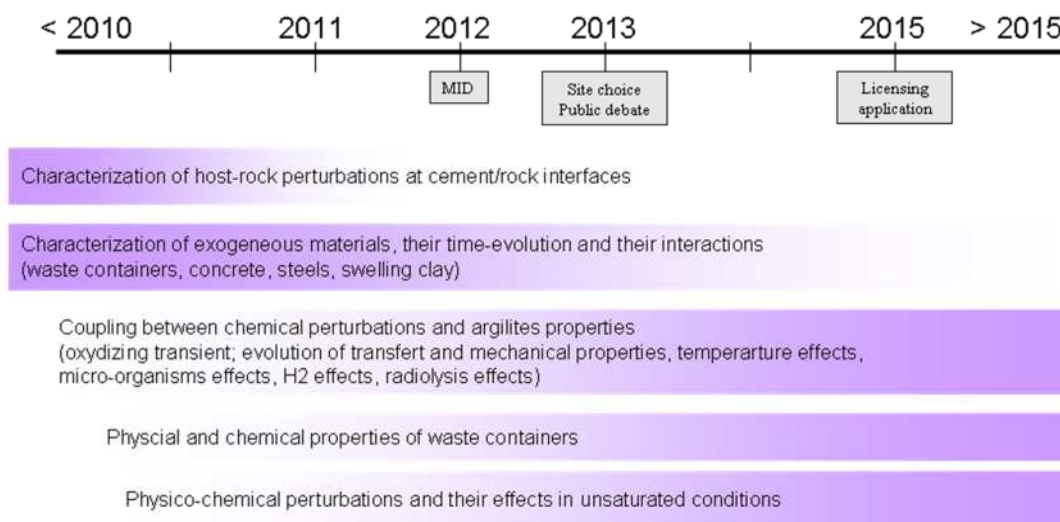 < 2010 2011 2012 2013 2015 > 2015
MID
Site choice
Public debate
Licensing
application
Characterization of host-rock perturbations at cement/rock interfaces
Characterization of exogeneous materials, their time-evolution and their interactions
(waste containers, concrete, steels, swelling clay)
Coupling between chemical perturbations and argilites properties
(oxydizing transient; evolution of transfert and mechanical properties, temperarture effects,
micro-organisms effects, H2 effects, radiolysis effects)
Physcial and chemical properties of waste containers
Physico-chemical perturbations and their effects in unsaturated conditions